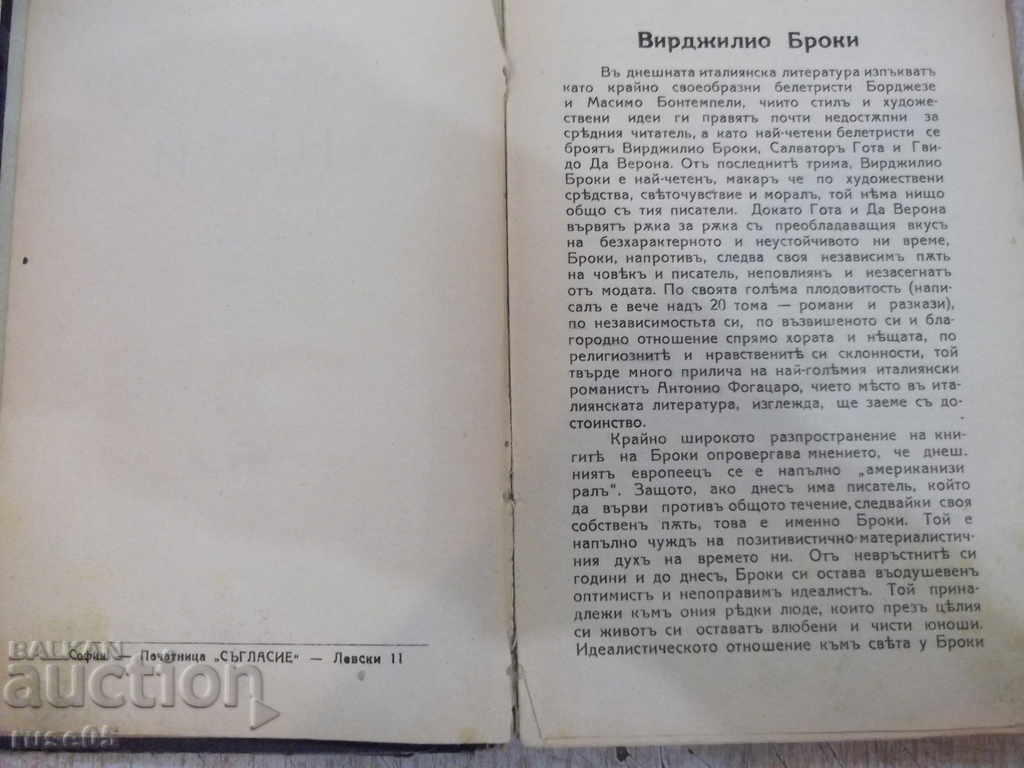 София — Печатница „СЪГЛАСИЕ" — Левски 11
BALKAN
auction
ruse05
Вирджилио Броки
Въ днешната италиянска литература изпъкватъ
като крайно своеобразни белетристи Борджезе
и Масимо Бонтемпели, чиито стилъ и художе-
ствени идеи ги правятъ почти недостѫпни за
срѣдния читатель, а като най-четени белетристи се
броятъ Вирджилио Броки, Салваторъ Гота и Гви-
до Да Верона. Отъ последнитѣ трима, Вирджилио
Броки е най-четенъ, макаръ че по художествени
срѣдства, свѣточувствие и моралъ, той нѣма нищо
общо съ тия писатели. Докато Гота и Да Верона
вървятъ рѫка за рѫка съ преобладаващия вкусъ
на безхарактерното и неустойчивото ни време,
Броки, напротивъ, следва своя независимъ пѫть
на човѣкъ и писатель, неповлиянъ и незасегнатъ
отъ модата. По своята голѣма плодовитость (напи-
салъ е вече надъ 20 тома — романи и разкази),
по независимостьта си, по възвишеното си и бла-
городно отношение спрямо хората и нѣщата, по
религиознитѣ и нравственитѣ си склонности, той
твърде много прилича на най-голѣмия италиянски
романистъ Антонио Фогацаро, чието мѣсто въ ита-
лиянската литература, изглежда, ще заеме съ до-
стоинство.
Крайно широкото разпространение на кни-
гитѣ на Броки опровергава мнението, че днеш.
ниятъ европеецъ се е напълно „американизи
ралъ". Защото, ако днесъ има писатель, който
да върви противъ общото течение, следвайки своя
собственъ пѫть, това е именно Броки. Той е
напълно чуждъ на позитивистично-материалистич-
ния духъ на времето ни. Отъ невръстнитѣ си
години и до днесъ, Броки си остава въодушевенъ
оптимистъ и непоправимъ идеалистъ. Той прина-
длежи къмъ ония рѣдки люде, които презъ цѣлия
си животъ си оставатъ влюбени и чисти юноши.
Идеалистическото отношение къмъ свѣта у Броки